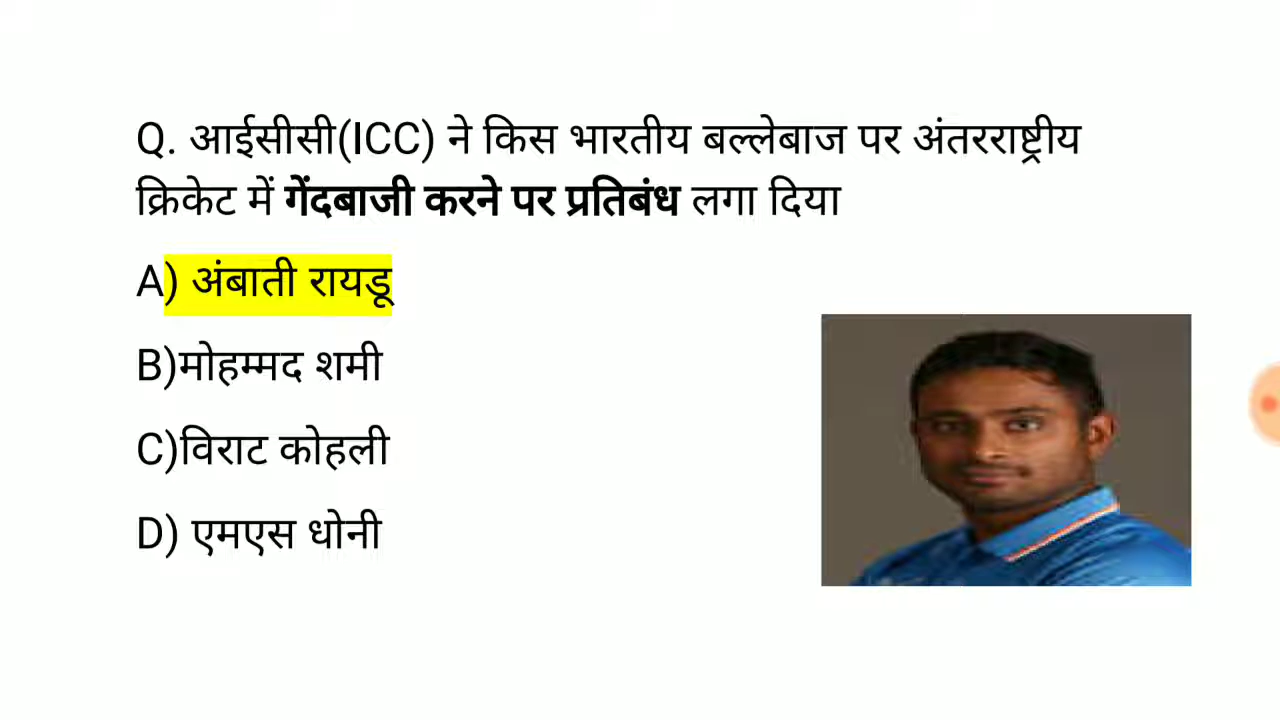 Q. आईसीसी(ICC) ने किस भारतीय बल्लेबाज पर अंतरराष्ट्रीय
क्रिकेट में गेंदबाजी करने पर प्रतिबंध लगा दिया
A) अंबाती रायडू
B)मोहम्मद शमी
C)विराट कोहली
D) एमएस धोनी